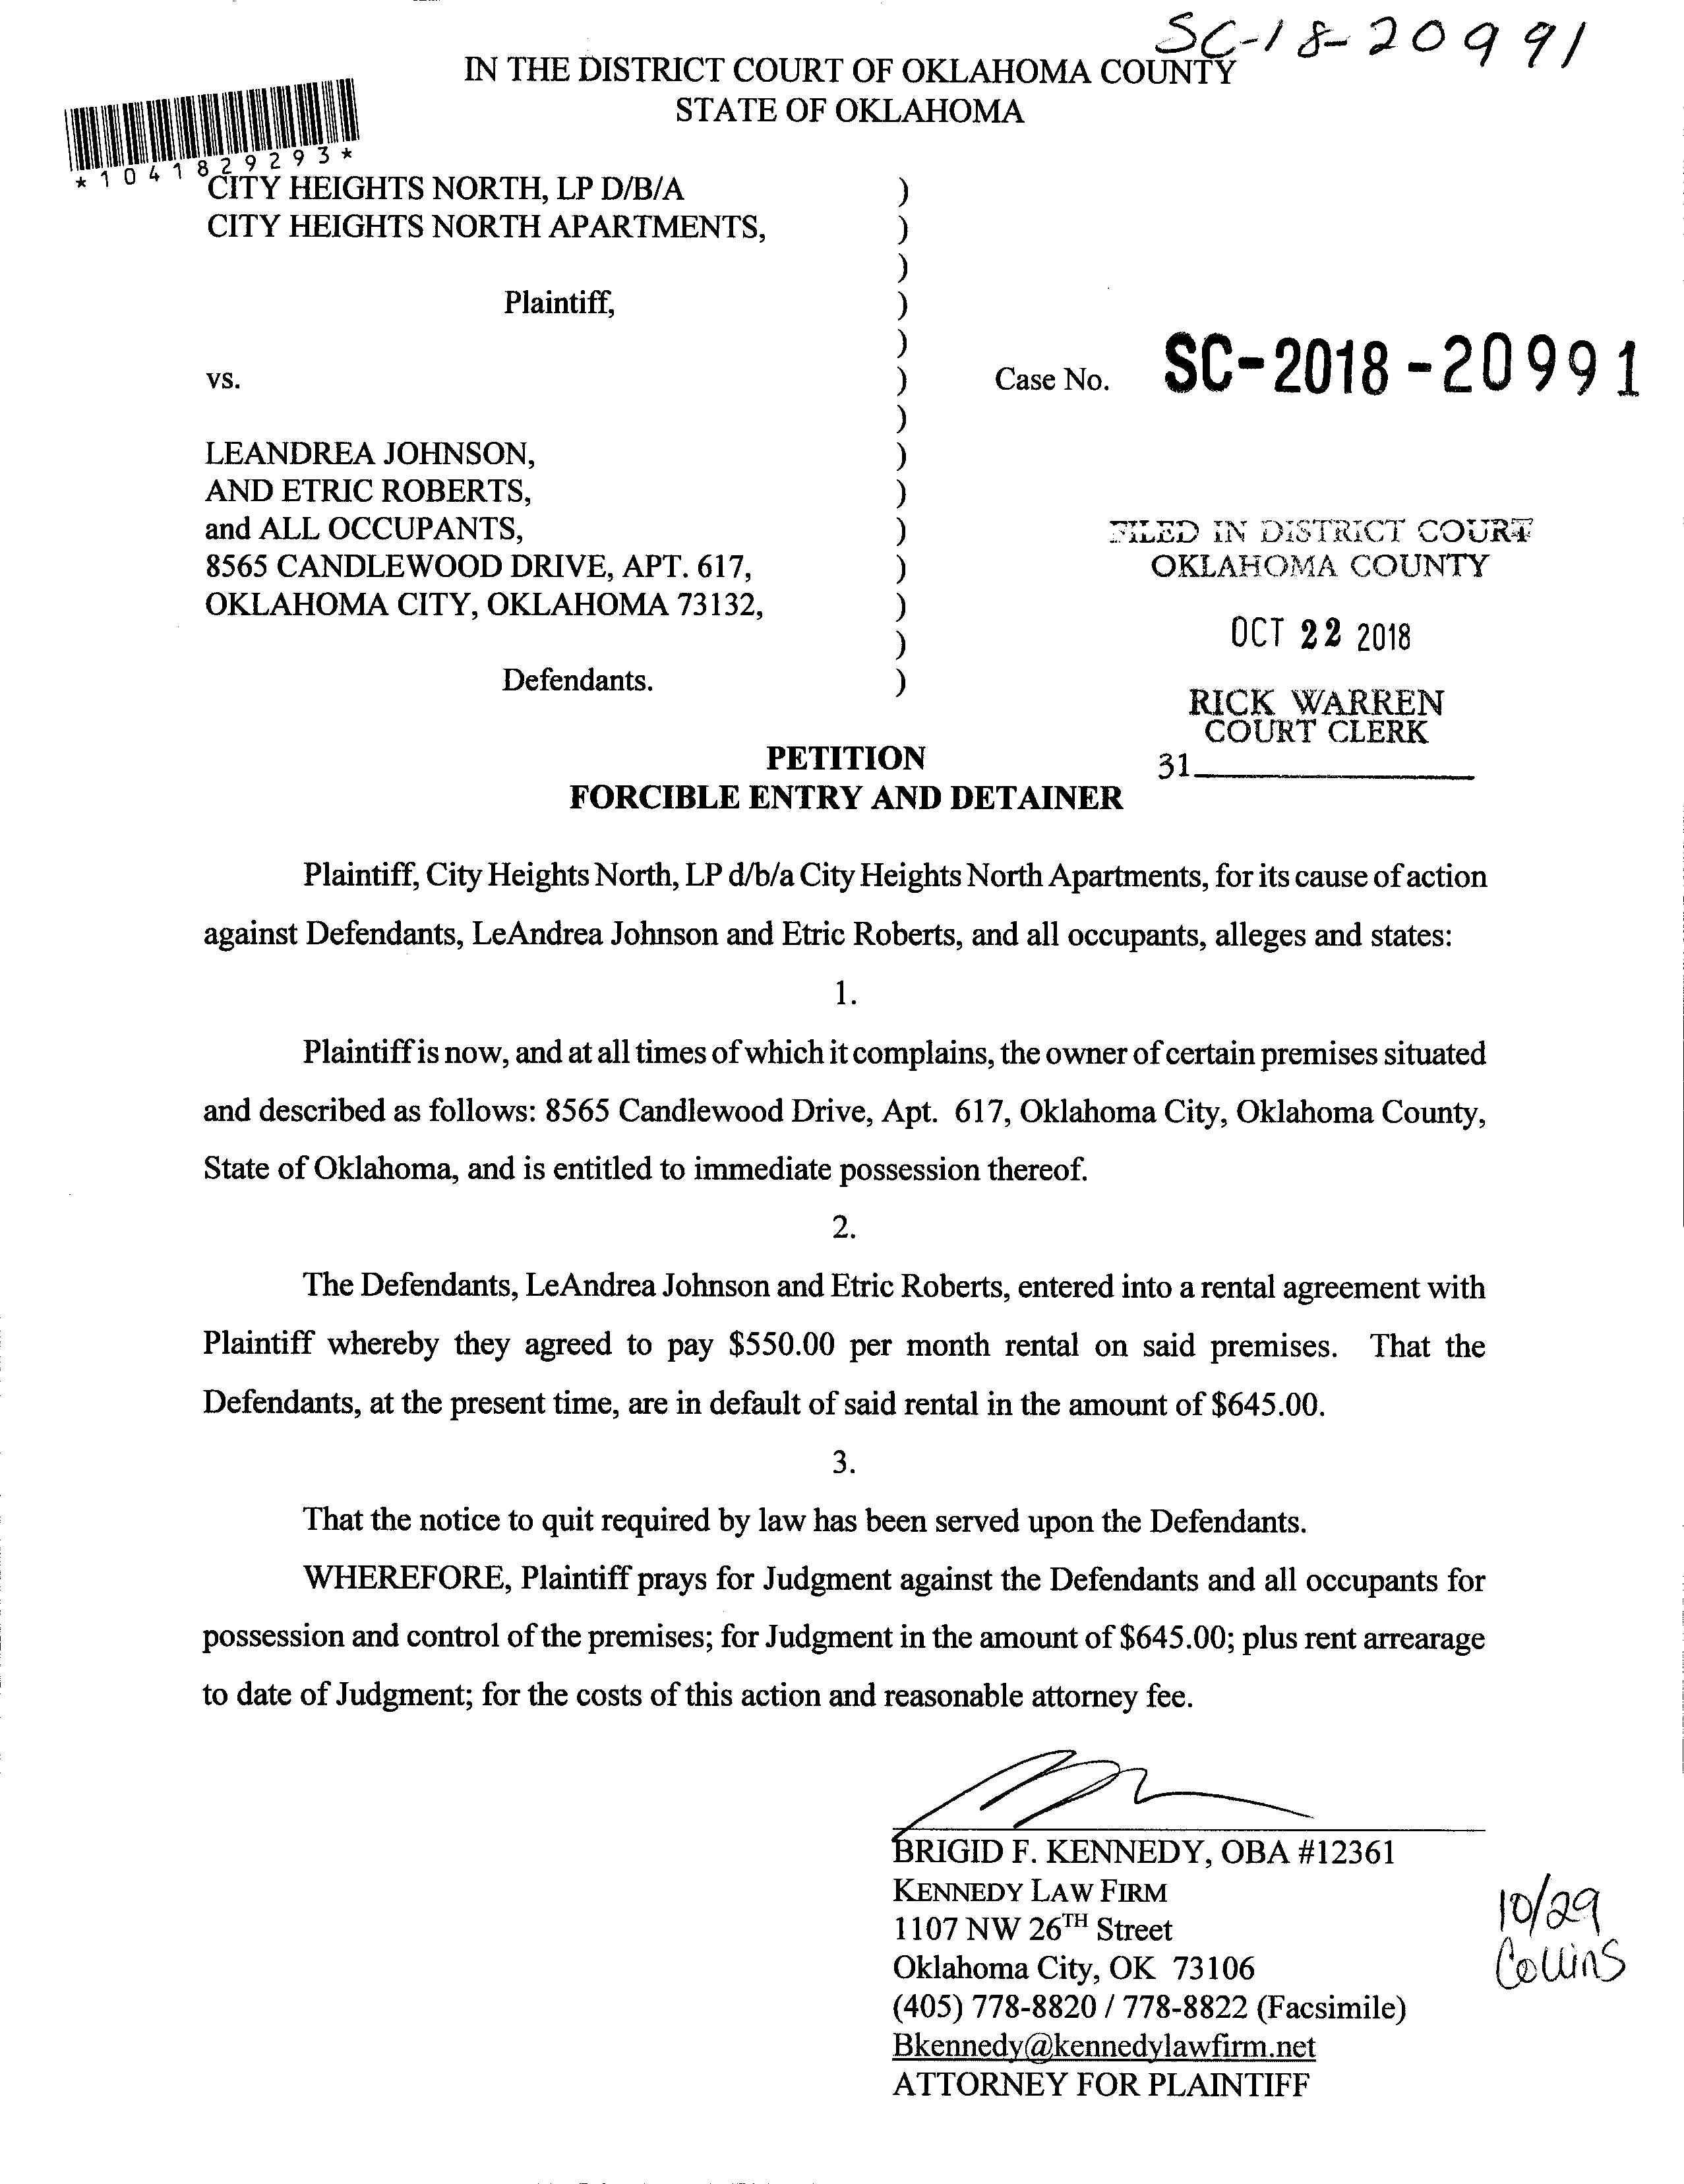 SC-18-20991
IN THE DISTRICT COURT OF OKLAHOMA COUNTY
STATE OF OKLAHOMA
*1041829293*
CITY HEIGHTS NORTH, LP D/B/A )
CITY HEIGHTS NORTH APARTMENTS, )
)
Plaintiff, )
)
vs. ) Case No. SC-2018-20991
)
LEANDREA JOHNSON, )
AND ETRIC ROBERTS, )
and ALL OCCUPANTS, )
8565 CANDLEWOOD DRIVE, APT. 617, )
OKLAHOMA CITY, OKLAHOMA 73132, )
)
Defendants. )
FILED IN DISTRICT COURT
OKLAHOMA COUNTY
OCT 22 2018
RICK WARREN
COURT CLERK
31
PETITION
FORCIBLE ENTRY AND DETAINER
Plaintiff, City Heights North, LP d/b/a City Heights North Apartments, for its cause of action
against Defendants, LeAndrea Johnson and Etric Roberts, and all occupants, alleges and states:
1.
Plaintiff is now, and at all times of which it complains, the owner of certain premises situated
and described as follows: 8565 Candlewood Drive, Apt. 617, Oklahoma City, Oklahoma County,
State of Oklahoma, and is entitled to immediate possession thereof.
2.
The Defendants, LeAndrea Johnson and Etric Roberts, entered into a rental agreement with
Plaintiff whereby they agreed to pay $550.00 per month rental on said premises. That the
Defendants, at the present time, are in default of said rental in the amount of $645.00.
3.
That the notice to quit required by law has been served upon the Defendants.
WHEREFORE, Plaintiff prays for Judgment against the Defendants and all occupants for
possession and control of the premises; for Judgment in the amount of $645.00; plus rent arrearage
to date of Judgment; for the costs of this action and reasonable attorney fee.
BRIGID F. KENNEDY, OBA #12361
KENNEDY LAW FIRM
1107 NW 26TH Street
Oklahoma City, OK 73106
(405) 778-8820 / 778-8822 (Facsimile)
Bkennedy@kennedylawfirm.net
ATTORNEY FOR PLAINTIFF
10/29
Collins